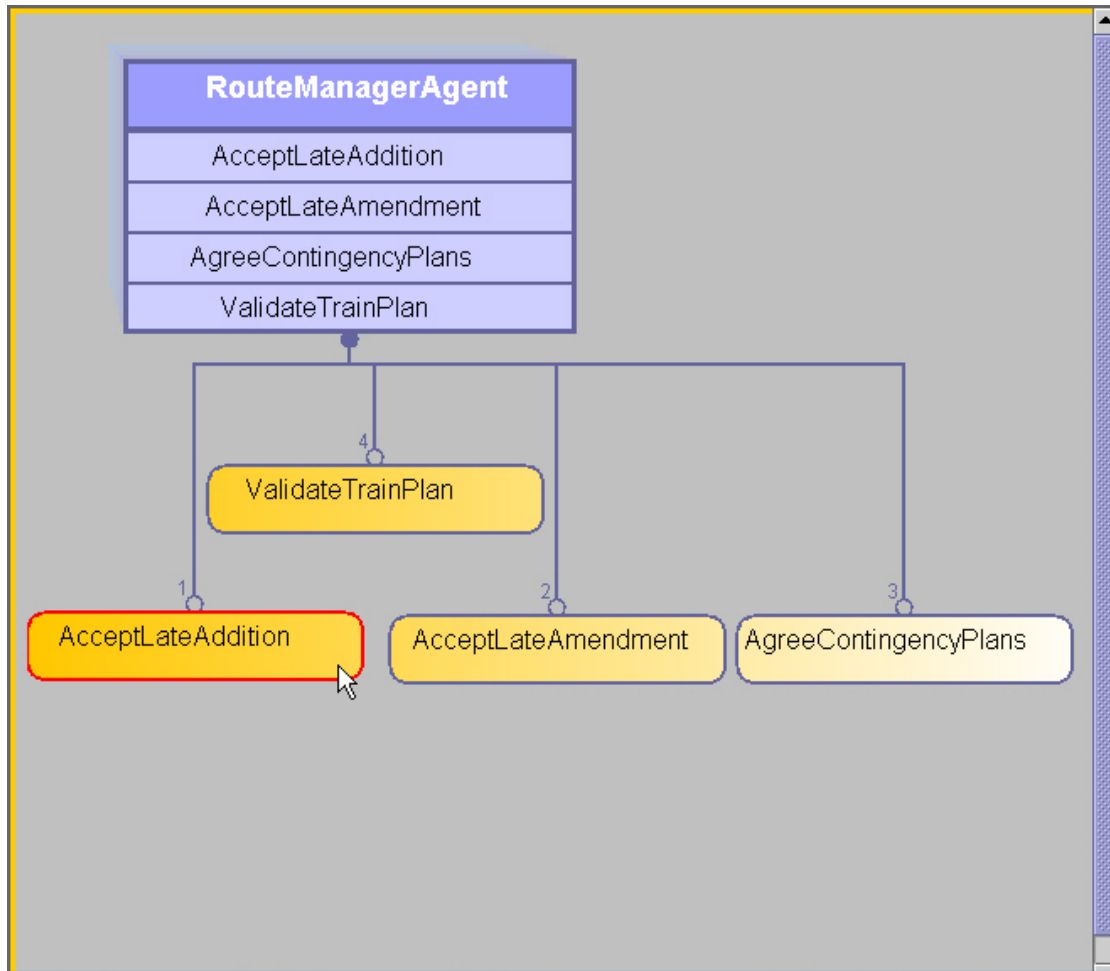 RouteManagerAgent
AcceptLateAddition
AcceptLateAmendment
AgreeContingencyPlans
ValidateTrainPlan
4
ValidateTrainPlan
1
2
3
AcceptLateAddition
AcceptLateAmendment
AgreeContingencyPlans